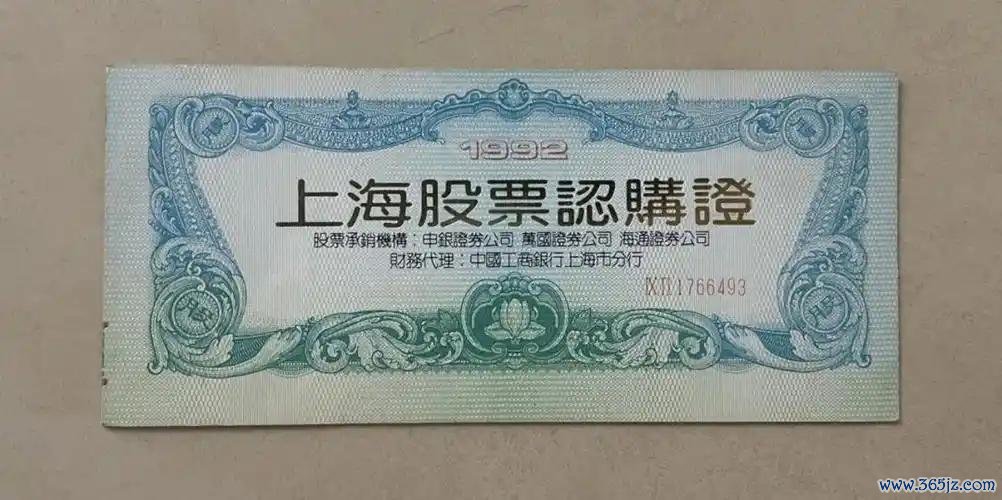 1992
上海股票認購證
股票承銷機構：申銀證券公司 萬國證券公司 海通證券公司
財務代理：中國工商銀行上海市分行
1766493
www.365jz.com